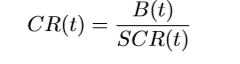 CR(t) = B(t) / SCR(t)